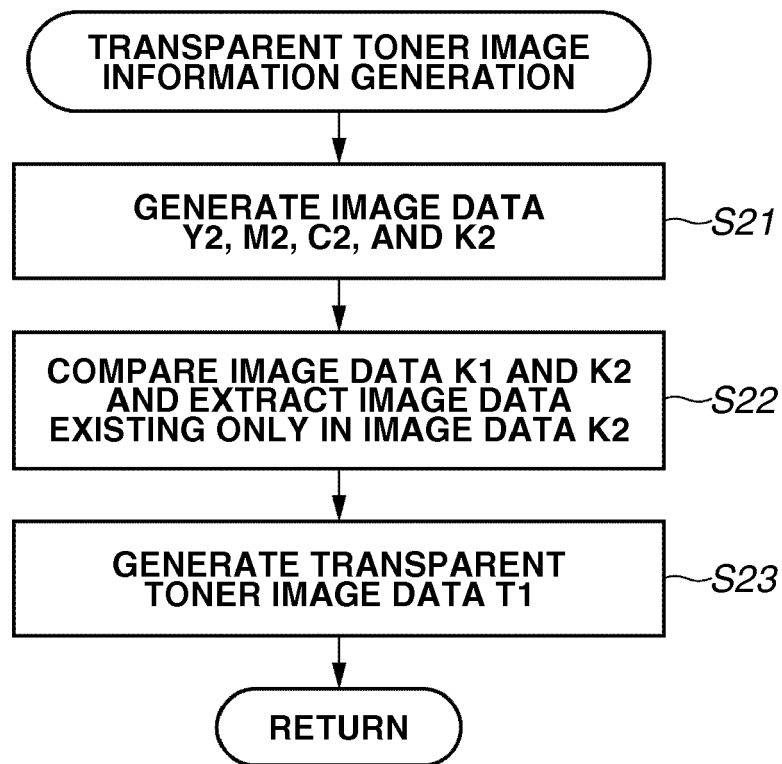 TRANSPARENT TONER IMAGE
INFORMATION GENERATION
GENERATE IMAGE DATA
Y2, M2, C2, AND K2
S21
COMPARE IMAGE DATA K1 AND K2
AND EXTRACT IMAGE DATA
EXISTING ONLY IN IMAGE DATA K2
S22
GENERATE TRANSPARENT
TONER IMAGE DATA T1
S23
RETURN